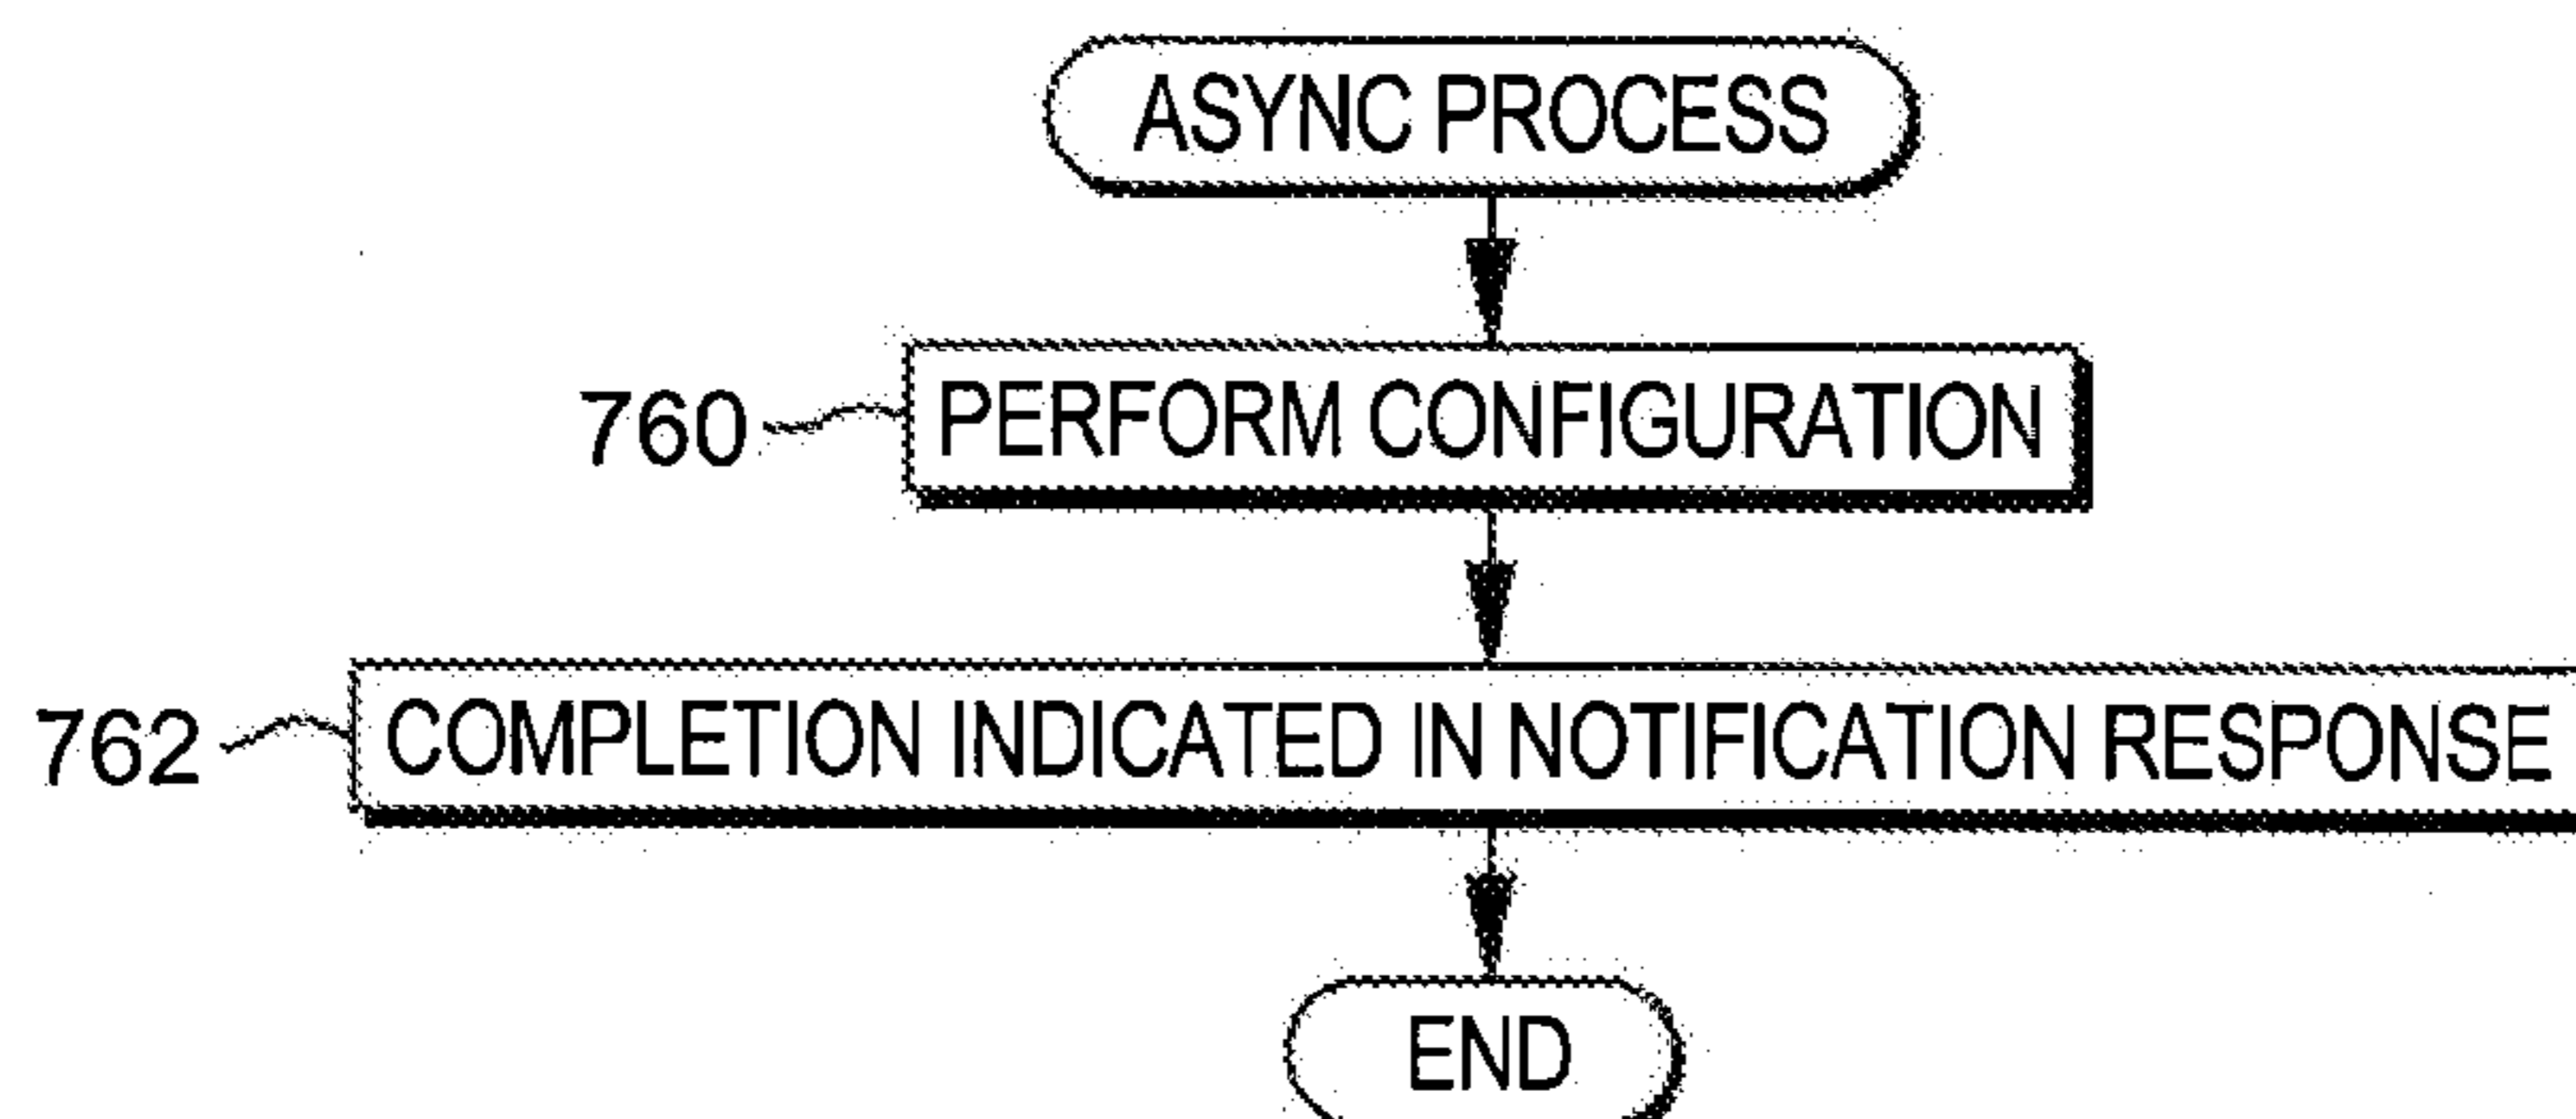 ASYNC PROCESS
760 PERFORM CONFIGURATION
762 COMPLETION INDICATED IN NOTIFICATION RESPONSE
END